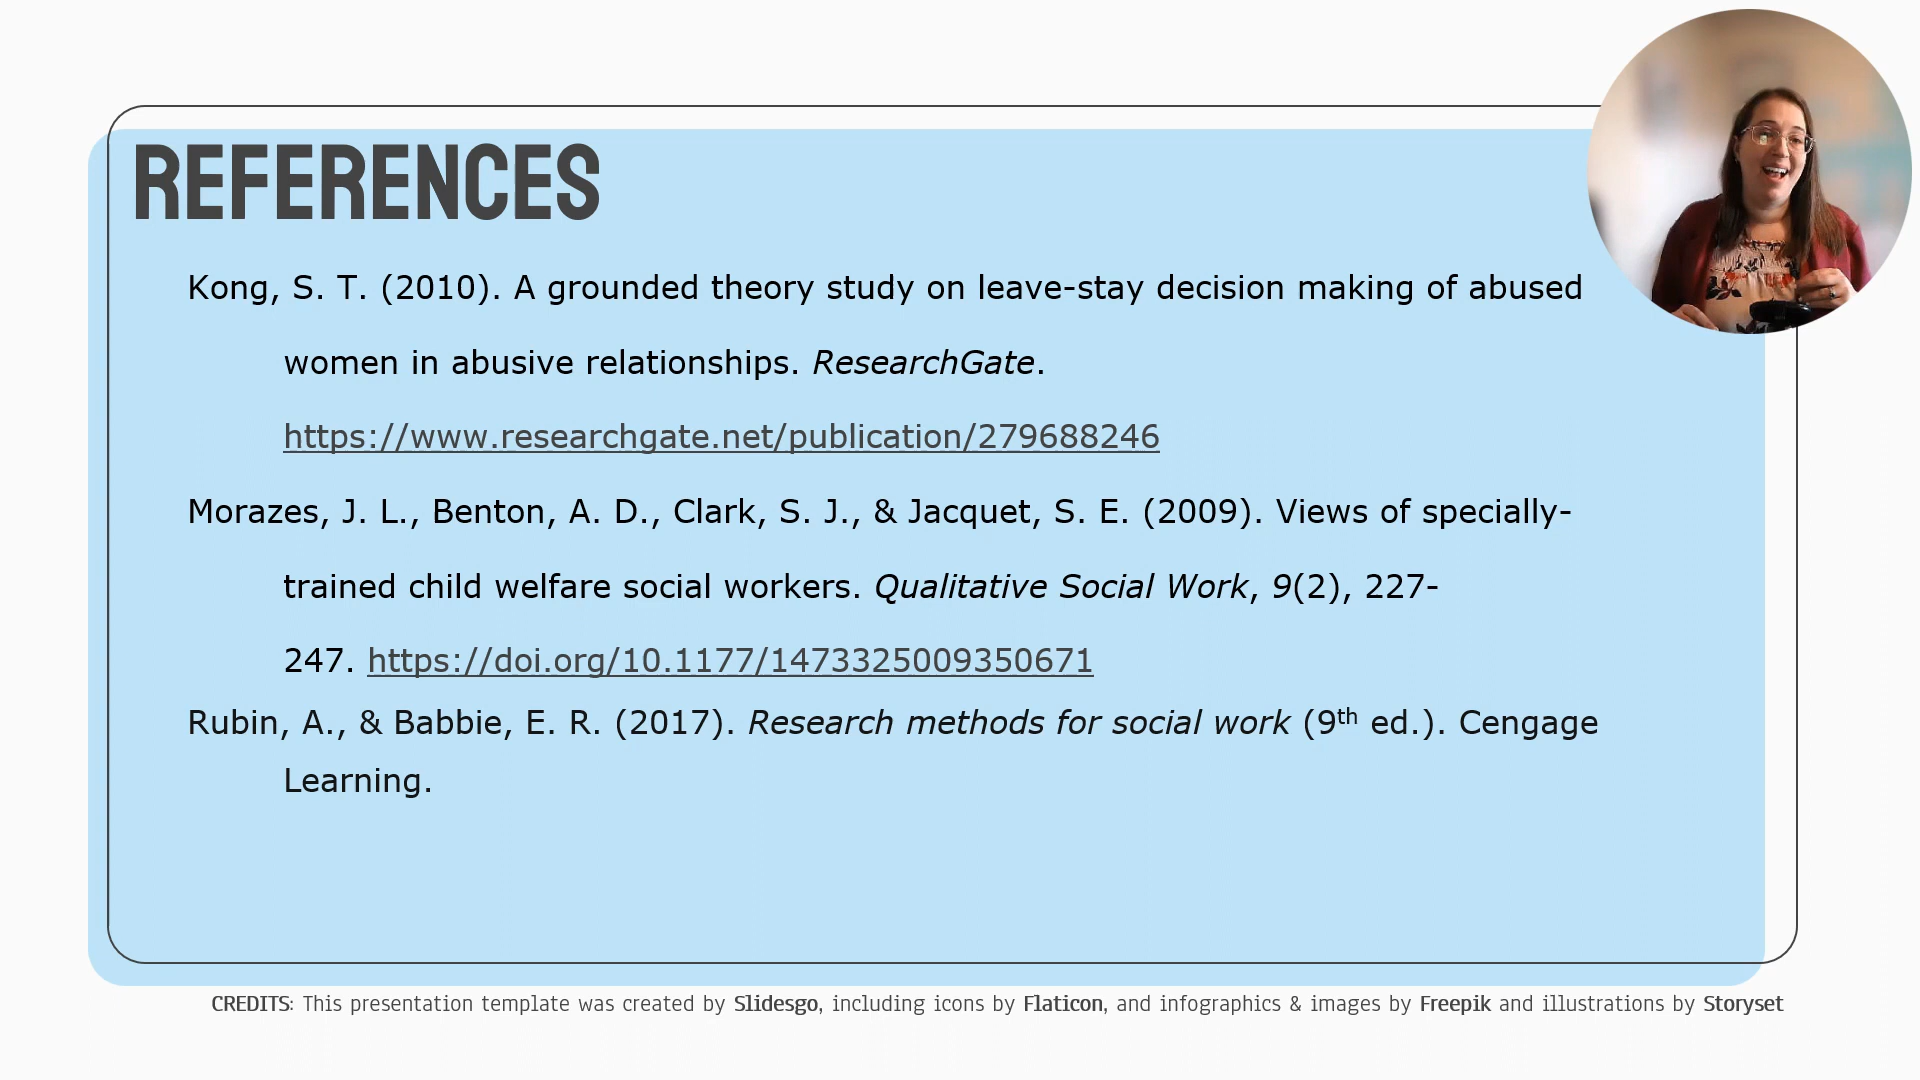 REFERENCES
Kong, S. T. (2010). A grounded theory study on leave-stay decision making of abused
women in abusive relationships. ResearchGate.
https://www.researchgate.net/publication/279688246
Morazes, J. L., Benton, A. D., Clark, S. J., & Jacquet, S. E. (2009). Views of specially-
trained child welfare social workers. Qualitative Social Work, 9(2), 227-
247. https://doi.org/10.1177/1473325009350671
Rubin, A., & Babbie, E. R. (2017). Research methods for social work (9th ed.). Cengage
Learning.
CREDITS: This presentation template was created by Slidesgo, including icons by Flaticon, and infographics & images by Freepik and illustrations by Storyset